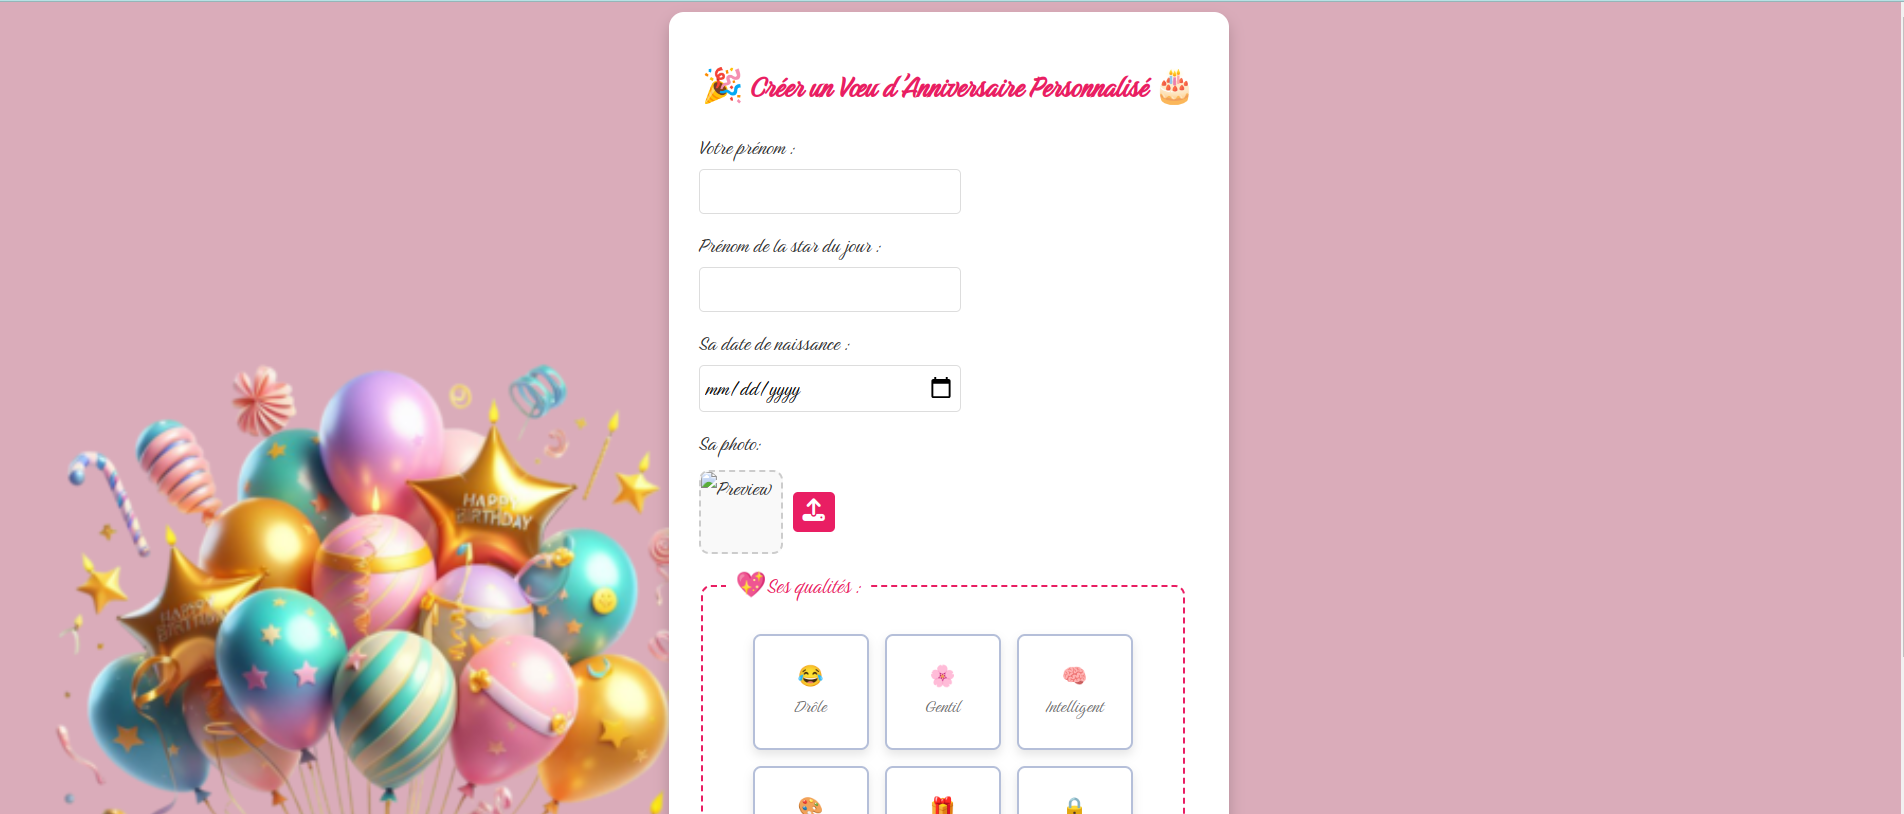 Créer un Vœu d'Anniversaire Personnalisé
Votre prénom :
Prénom de la star du jour :
Sa date de naissance :
mm/dd/yyyy
Sa photo:
Preview
HAPPY
BIRTHDAY
HAPPY
BIRTHDAY
Ses qualités :
Drôle
Gentil
Intelligent